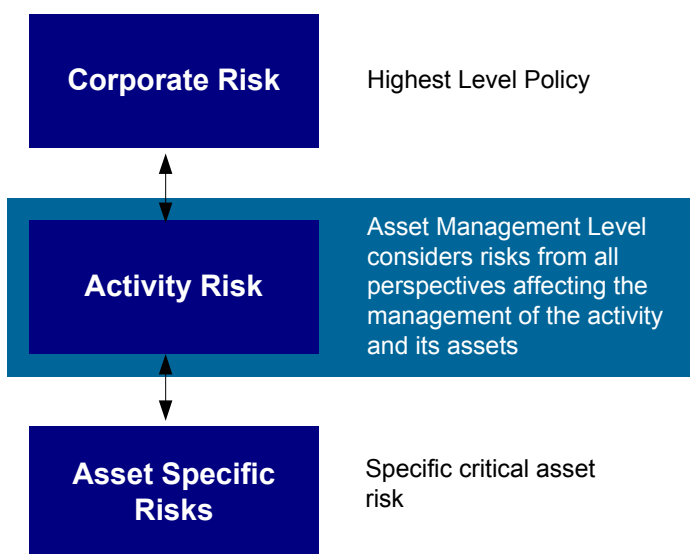 Corporate Risk
Highest Level Policy
Activity Risk
Asset Management Level
considers risks from all
perspectives affecting the
management of the activity
and its assets
Asset Specific
Risks
Specific critical asset
risk